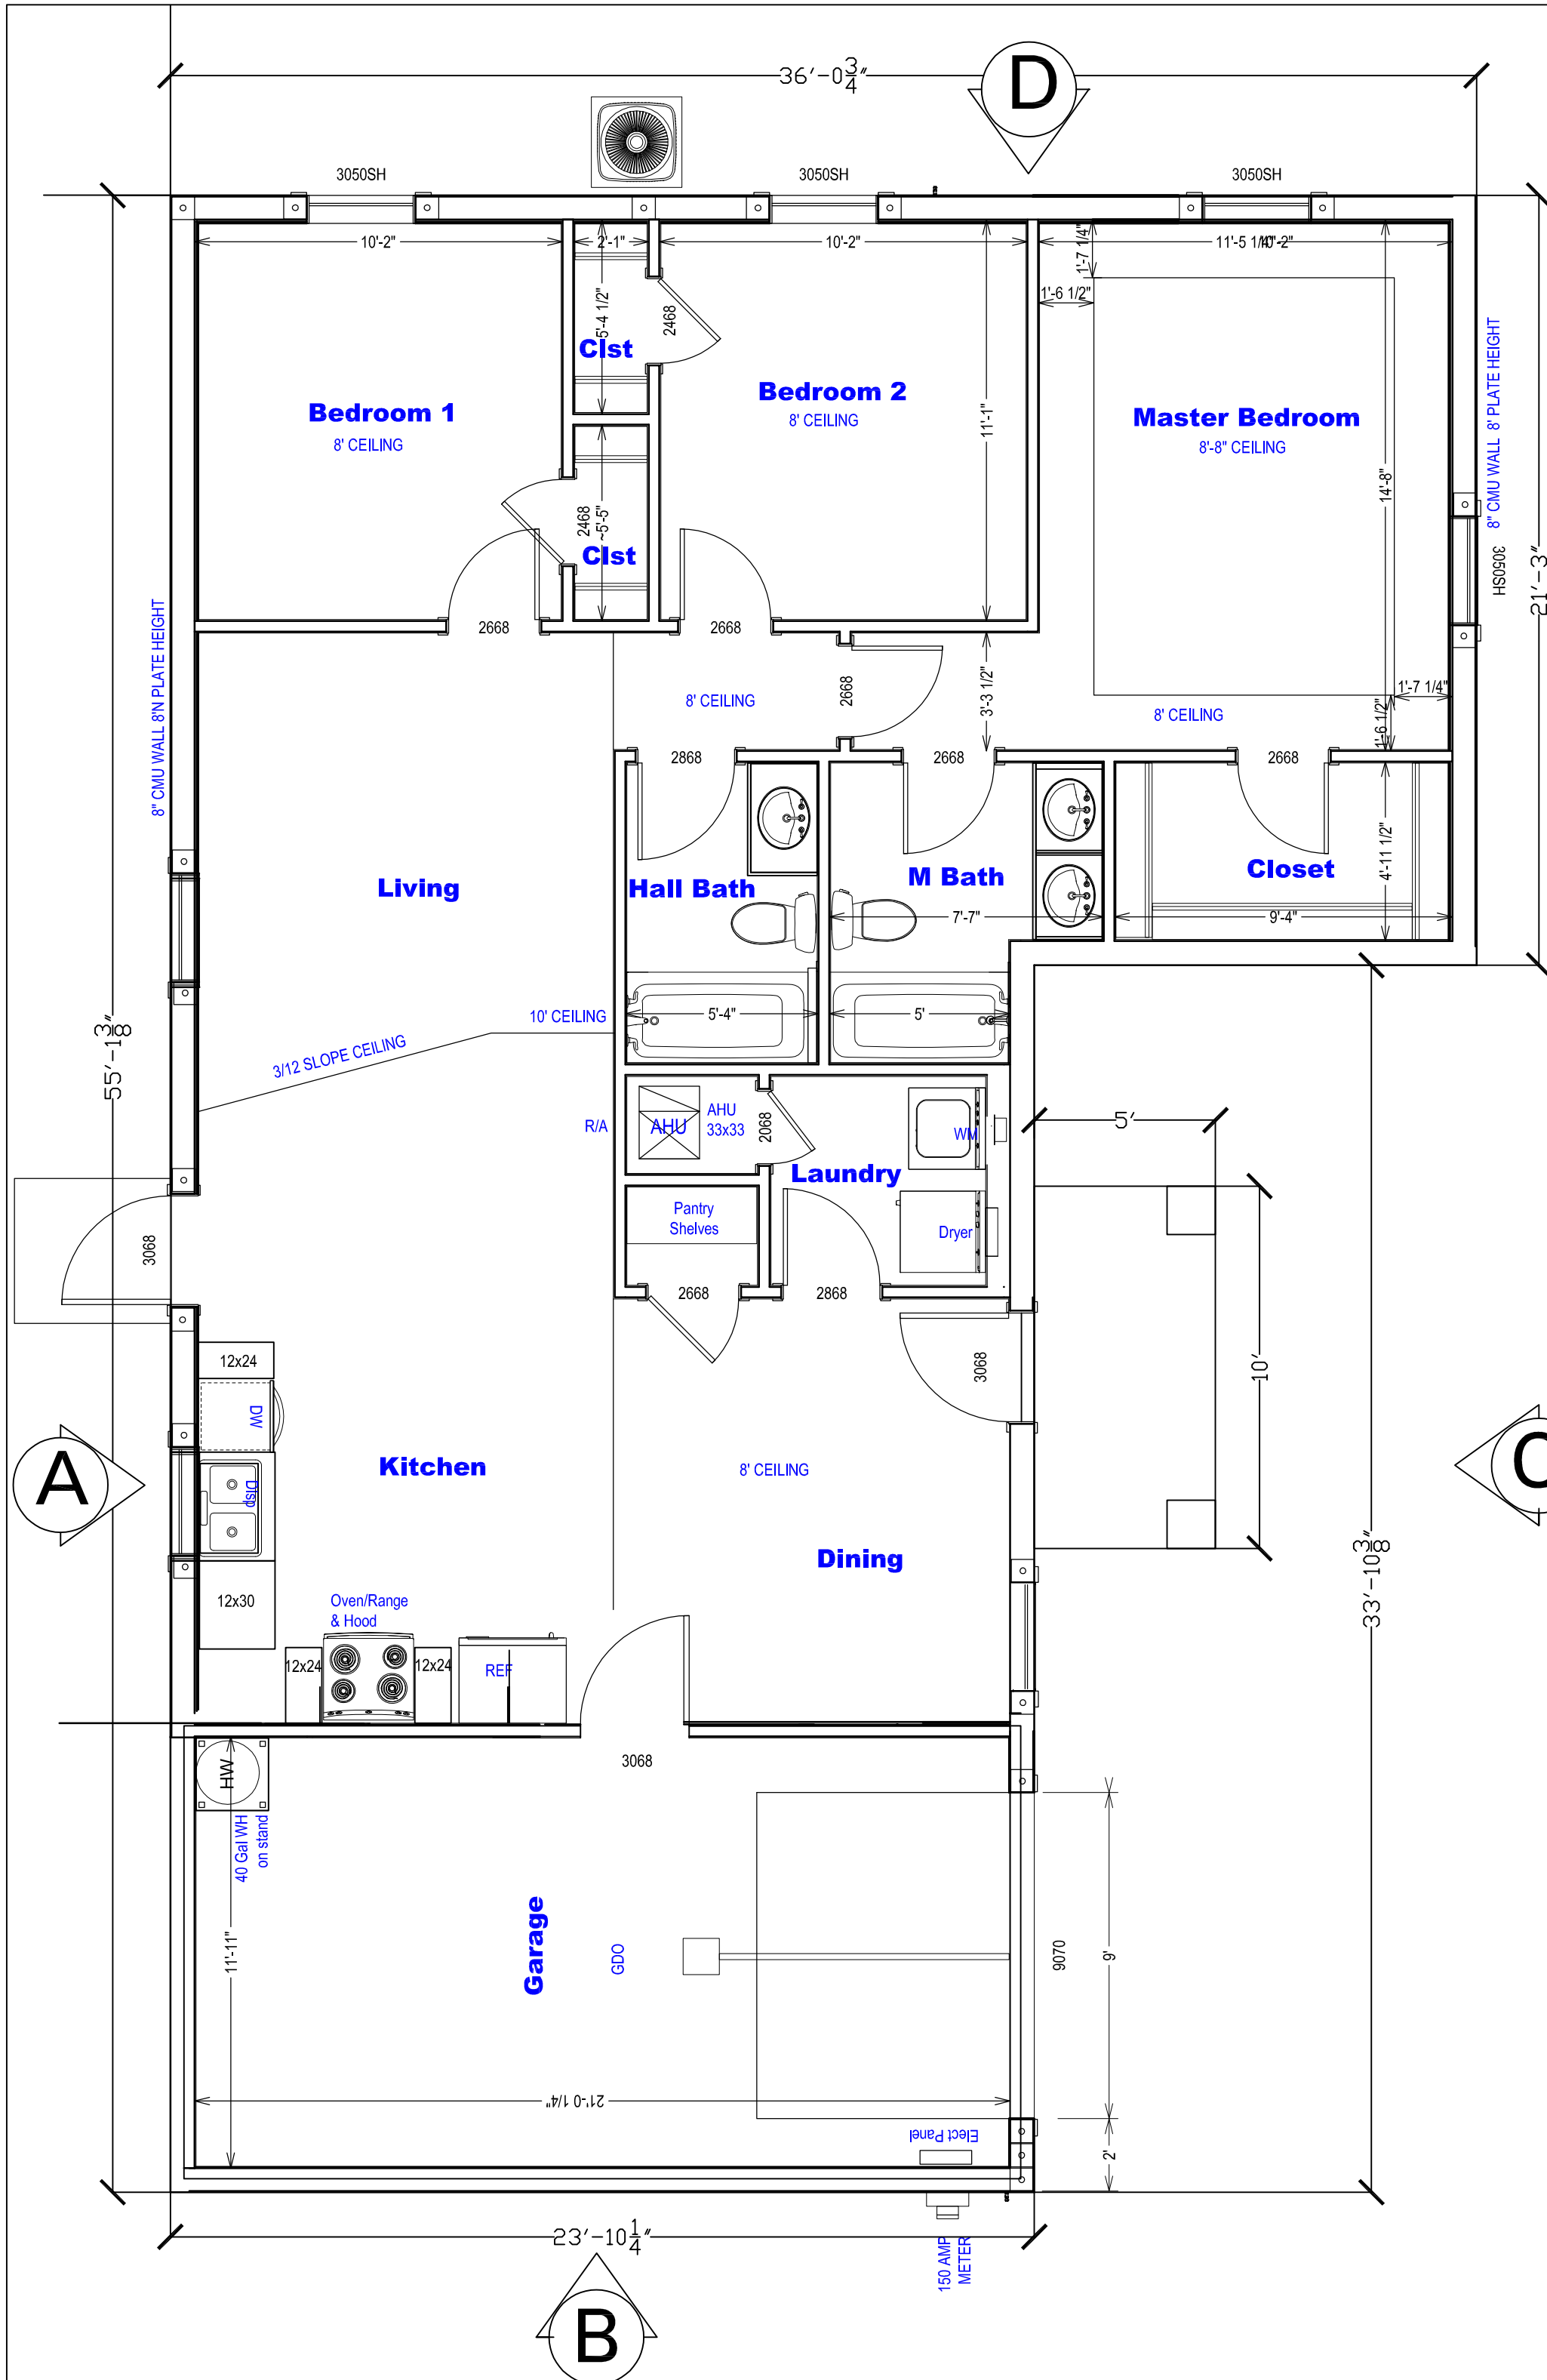 36'-0 3/4"
D
3050SH
3050SH
3050SH
10'-2"
2'-1"
10'-2"
11'-5 1/4"
1'-7 1/4"
1'-6 1/2"
5'-4 1/2"
2468
Clst
Bedroom 1
8' CEILING
Bedroom 2
8' CEILING
11'-1"
Master Bedroom
8'-8" CEILING
14'-8"
8" CMU WALL 8' PLATE HEIGHT
3050SH
21'-3"
2468
~5'-5"
Clst
2668
2668
8" CMU WALL 8'N PLATE HEIGHT
8' CEILING
2668
3'-3 1/2"
8' CEILING
1'-7 1/4"
1'-6 1/2"
2868
2668
2668
Living
Hall Bath
M Bath
7'-7"
Closet
4'-11 1/2"
9'-4"
10' CEILING
5'-4"
5'
3/12 SLOPE CEILING
55'-1 3/8"
R/A
AHU
AHU
33x33
2068
WM
Laundry
Pantry
Shelves
Dryer
5'
3068
2668
2868
12x24
3068
10'
DW
A
Kitchen
8' CEILING
C
Disp
Dining
33'-10 3/8"
12x30
Oven/Range
& Hood
12x24
12x24
REF
3068
HW
40 Gal WH
on stand
11'-11"
Garage
GDO
9070
9'
21'-0 1/4"
Elect Panel
2'
23'-10 1/4"
150 AMP
METER
B